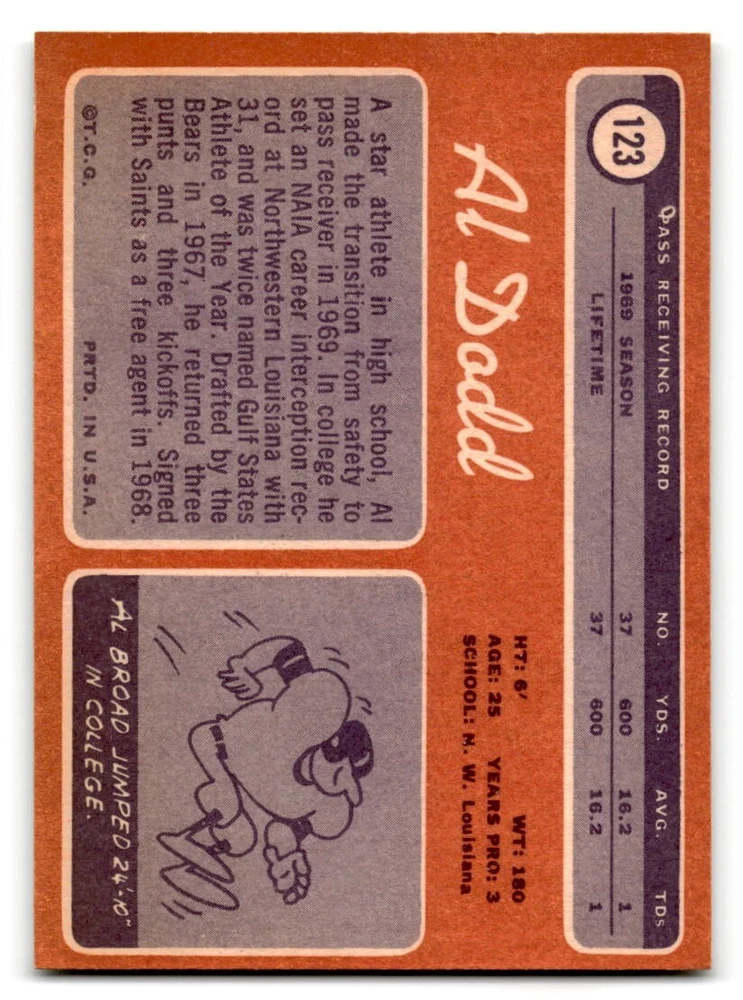 123
PASS RECEIVING RECORD NO. YDS. AVG. TDs
1969 SEASON 37 600 16.2 1
LIFETIME 37 600 16.2 1
Al Dodd
HT: 6' WT: 180
AGE: 25 YEARS PRO: 3
SCHOOL: N. W. Louisiana
A star athlete in high school, Al
made the transition from safety to
pass receiver in 1969. In college he
set an NAIA career interception rec-
ord at Northwestern Louisiana with
31, and was twice named Gulf States
Athlete of the Year. Drafted by the
Bears in 1967, he returned three
punts and three kickoffs. Signed
with Saints as a free agent in 1968.
©T.C.G. PRTD. IN U.S.A.
AL BROAD JUMPED 24'-10"
IN COLLEGE.